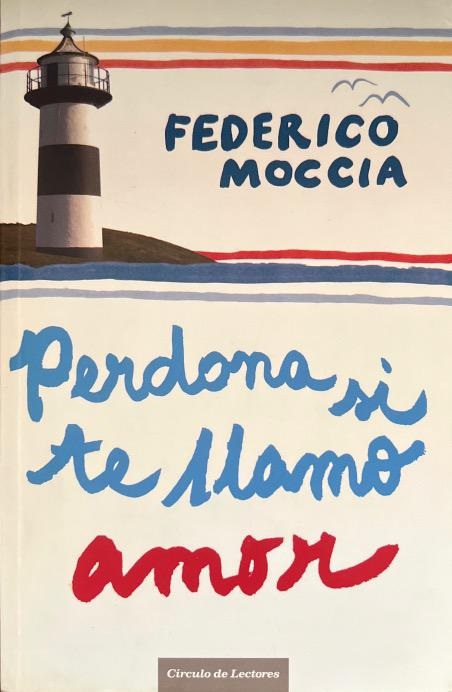 FEDERICO
MOCCIA
Perdona si
te llamo
amor
Círculo de Lectores